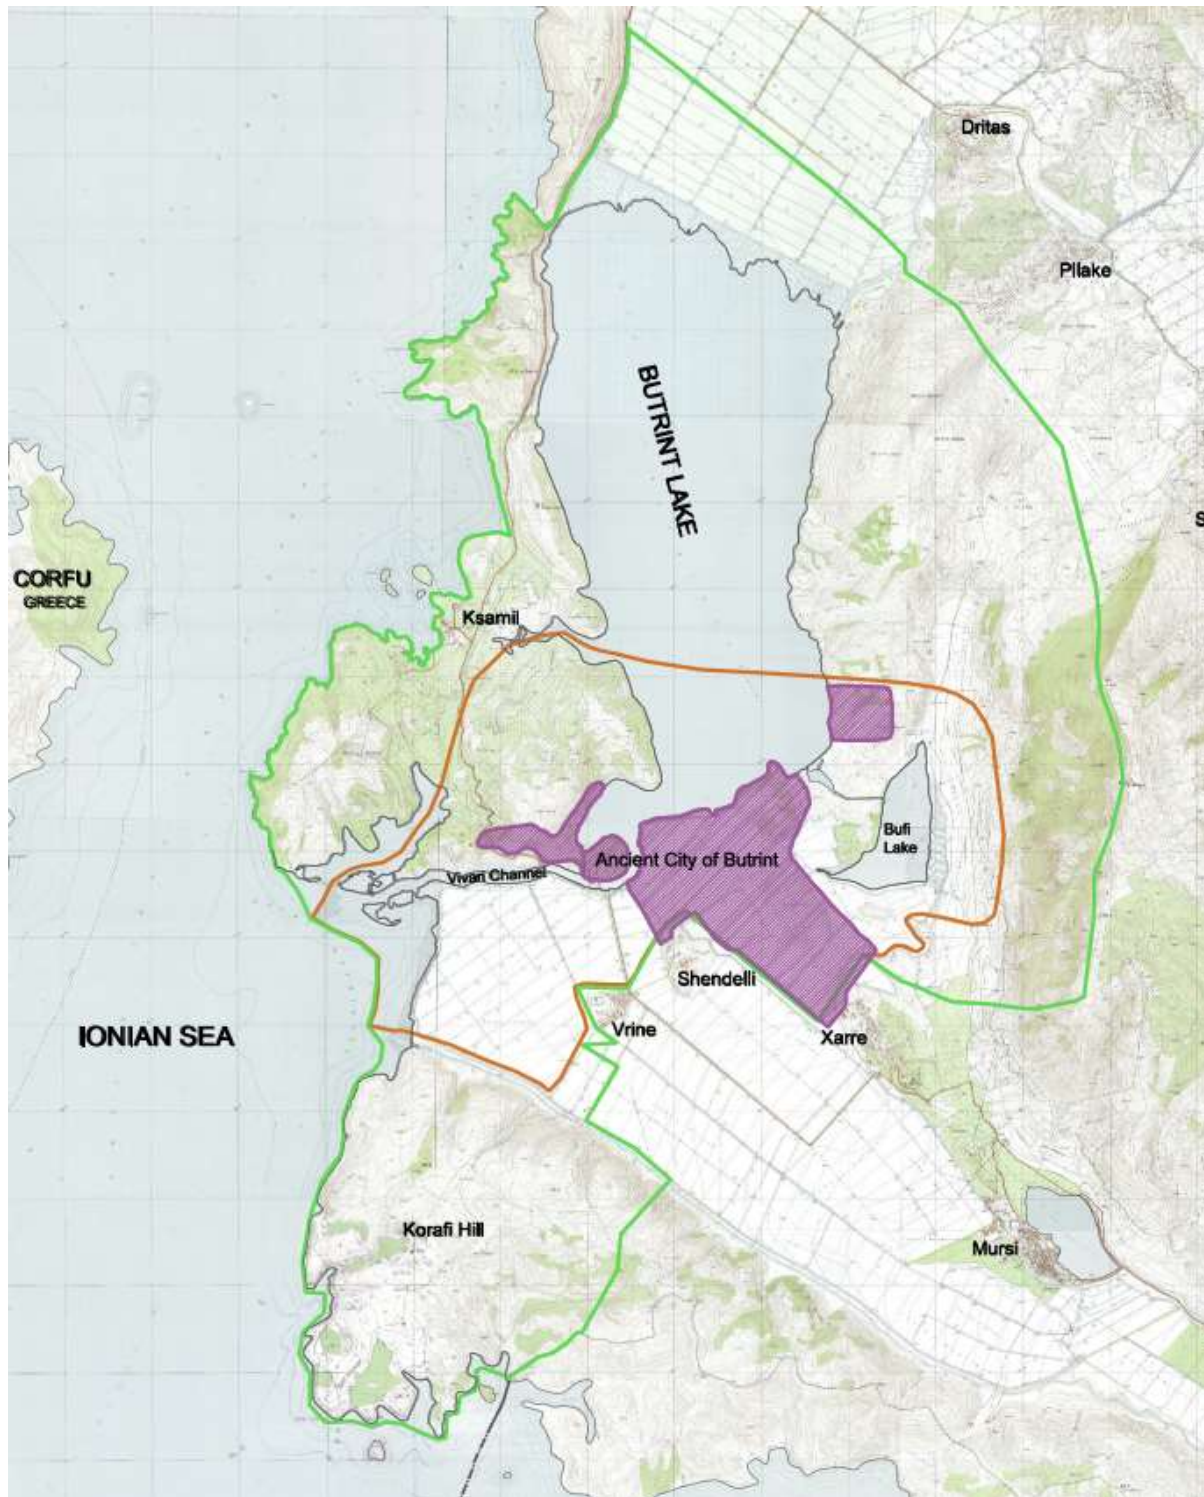 Dritas
Pllake
BUTRINT LAKE
S
CORFU
GREECE
Ksamil
Bufi
Lake
Ancient City of Butrint
Vivari Channel
Shendelli
Vrine
Xarre
IONIAN SEA
Korafi Hill
Mursi